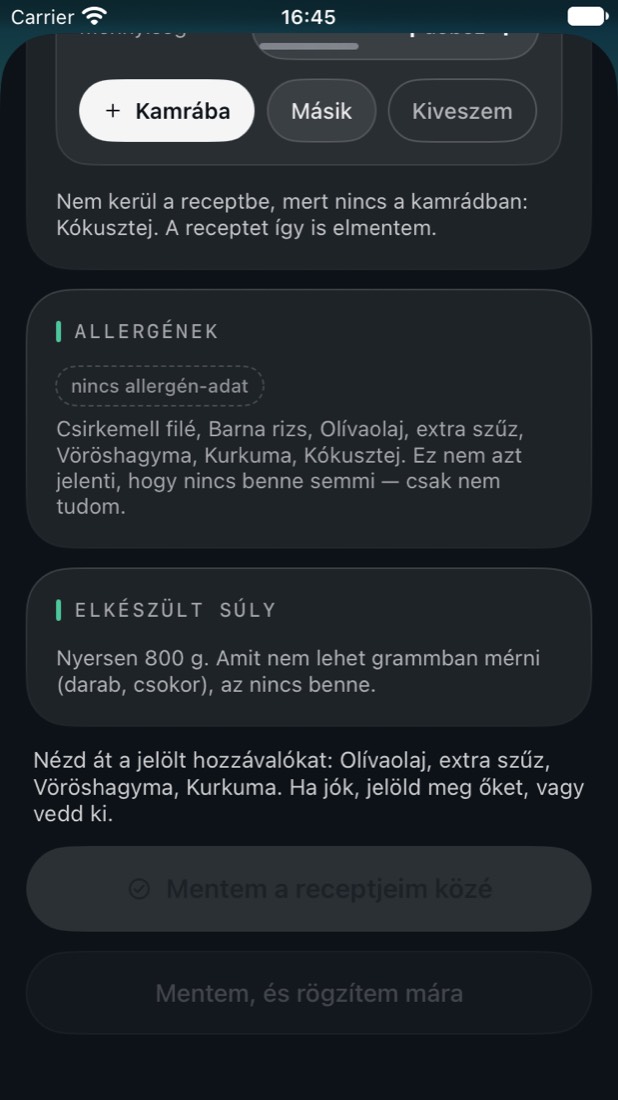 Carrier 16:45
+ Kamrába Másik Kiveszem
Nem kerül a receptbe, mert nincs a kamrádban:
Kókusztej. A receptet így is elmentem.
ALLERGÉNEK
nincs allergén-adat
Csirkemell filé, Barna rizs, Olívaolaj, extra szűz,
Vöröshagyma, Kurkuma, Kókusztej. Ez nem azt
jelenti, hogy nincs benne semmi — csak nem
tudom.
ELKÉSZÜLT SÚLY
Nyersen 800 g. Amit nem lehet grammban mérni
(darab, csokor), az nincs benne.
Nézd át a jelölt hozzávalókat: Olívaolaj, extra szűz,
Vöröshagyma, Kurkuma. Ha jók, jelöld meg őket, vagy
vedd ki.
Mentem a receptjeim közé
Mentem, és rögzítem mára